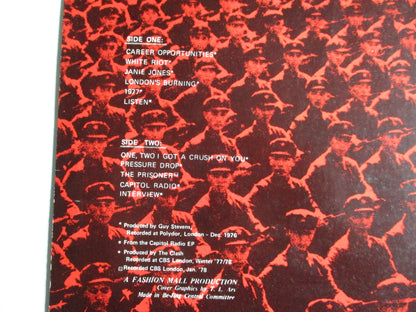 SIDE ONE:
CAREER OPPORTUNITIES*
WHITE RIOT*
JANIE JONES*
LONDON'S BURNING*
1977*
LISTEN*
SIDE TWO:
ONE, TWO I GOT A CRUSH ON YOU*
PRESSURE DROP*
THE PRISONER*
CAPITOL RADIO*
INTERVIEW*
* Produced by Guy Stevens,
Recorded at Polydor, London - Dec. 1976
* From the Capitol Radio EP
* Produced by The Clash
Recorded at CBS London, Winter '77/78
Recorded CBS London, Jan. '78
A FASHION MALL PRODUCTION
Cover Graphics by T. L. Ars
Made in Be-Jing Central Committee